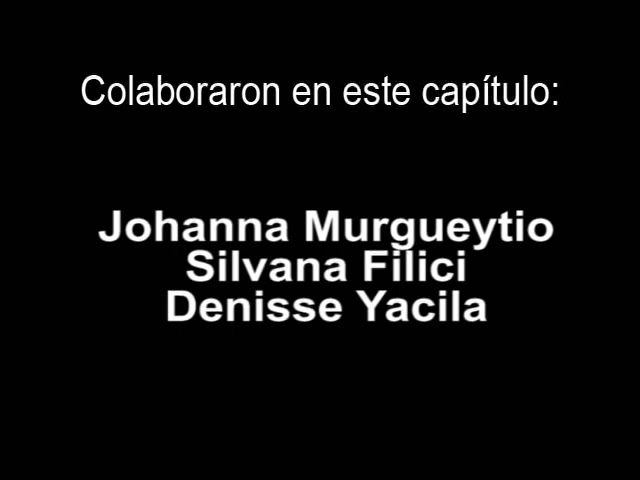 Colaboraron en este capítulo:
Johanna Murgueytio
Silvana Filici
Denisse Yacila